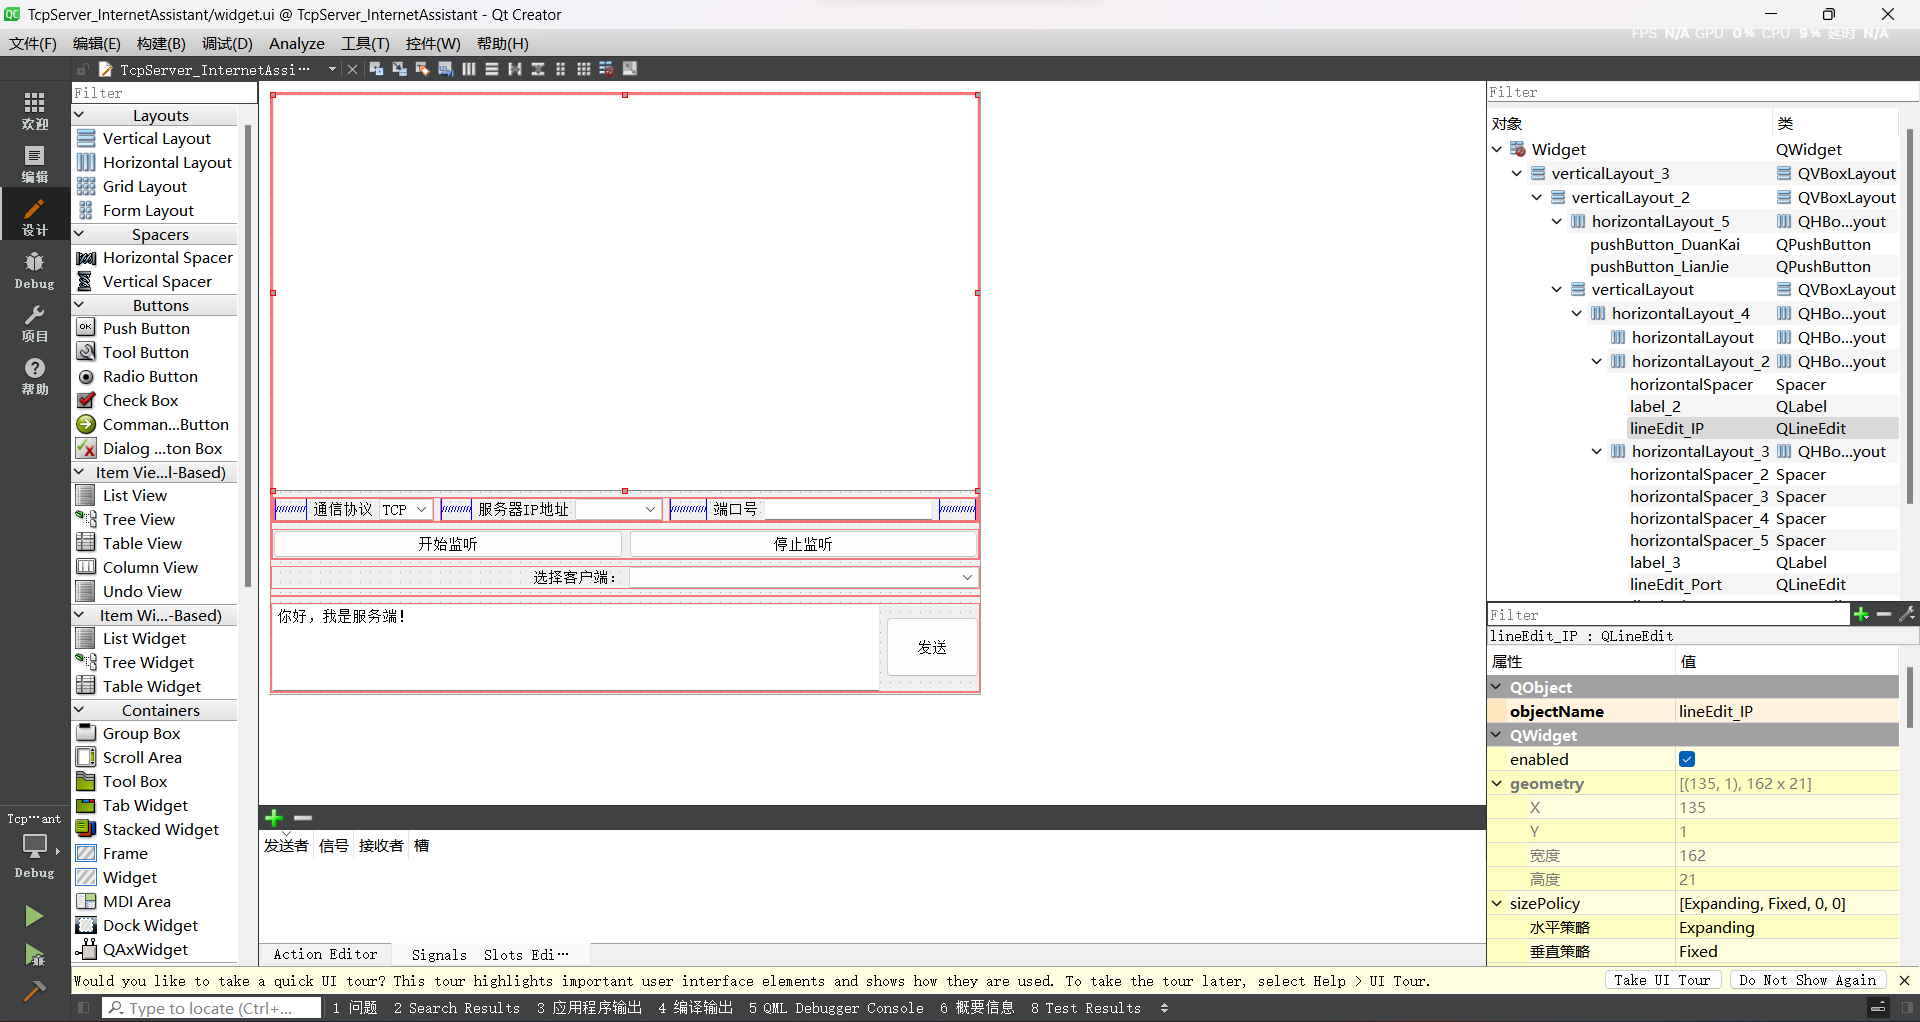 TcpServer_InternetAssistant/widget.ui @ TcpServer_InternetAssistant - Qt Creator
文件(F) 编辑(E) 构建(B) 调试(D) Analyze 工具(T) 控件(W) 帮助(H)
FPS N/A GPU 0% CPU 9% 延时 N/A
TcpServer_InternetAssi…
欢迎
编辑
设计
Debug
项目
帮助
Tcp…ant
Debug
Filter
Layouts
Vertical Layout
Horizontal Layout
Grid Layout
Form Layout
Spacers
Horizontal Spacer
Vertical Spacer
Buttons
Push Button
Tool Button
Radio Button
Check Box
Comman...Button
Dialog ...ton Box
Item Vie...l-Based)
List View
Tree View
Table View
Column View
Undo View
Item Wi...-Based)
List Widget
Tree Widget
Table Widget
Containers
Group Box
Scroll Area
Tool Box
Tab Widget
Stacked Widget
Frame
Widget
MDI Area
Dock Widget
QAxWidget
通信协议 TCP 服务器IP地址 端口号
开始监听 停止监听
选择客户端：
你好，我是服务端！
发送
发送者 信号 接收者 槽
Action Editor Signals Slots Edi…
Filter
对象 类
Widget QWidget
verticalLayout_3 QVBoxLayout
verticalLayout_2 QVBoxLayout
horizontalLayout_5 QHBo...yout
pushButton_DuanKai QPushButton
pushButton_LianJie QPushButton
verticalLayout QVBoxLayout
horizontalLayout_4 QHBo...yout
horizontalLayout QHBo...yout
horizontalLayout_2 QHBo...yout
horizontalSpacer Spacer
label_2 QLabel
lineEdit_IP QLineEdit
horizontalLayout_3 QHBo...yout
horizontalSpacer_2 Spacer
horizontalSpacer_3 Spacer
horizontalSpacer_4 Spacer
horizontalSpacer_5 Spacer
label_3 QLabel
lineEdit_Port QLineEdit
Filter
lineEdit_IP : QLineEdit
属性 值
QObject
objectName lineEdit_IP
QWidget
enabled
geometry [(135, 1), 162 x 21]
X 135
Y 1
宽度 162
高度 21
sizePolicy [Expanding, Fixed, 0, 0]
水平策略 Expanding
垂直策略 Fixed
Would you like to take a quick UI tour? This tour highlights important user interface elements and shows how they are used. To take the tour later, select Help > UI Tour. Take UI Tour Do Not Show Again
Type to locate (Ctrl+... 1 问题 2 Search Results 3 应用程序输出 4 编译输出 5 QML Debugger Console 6 概要信息 8 Test Results